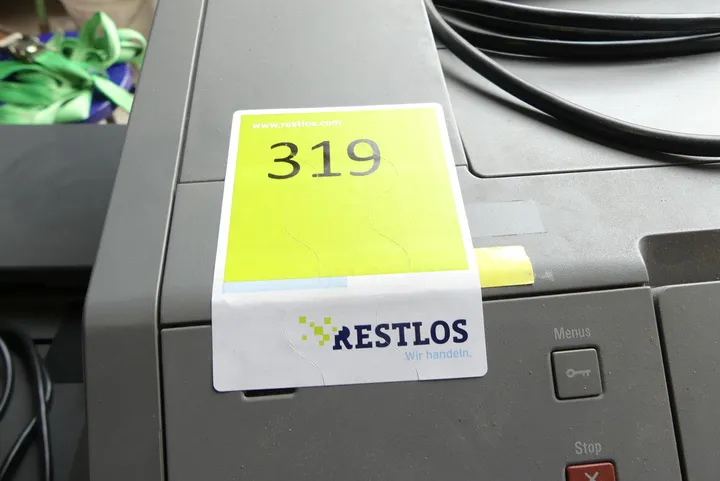 www.restlos.com
319
RESTLOS
Wir handeln.
Menus
Stop